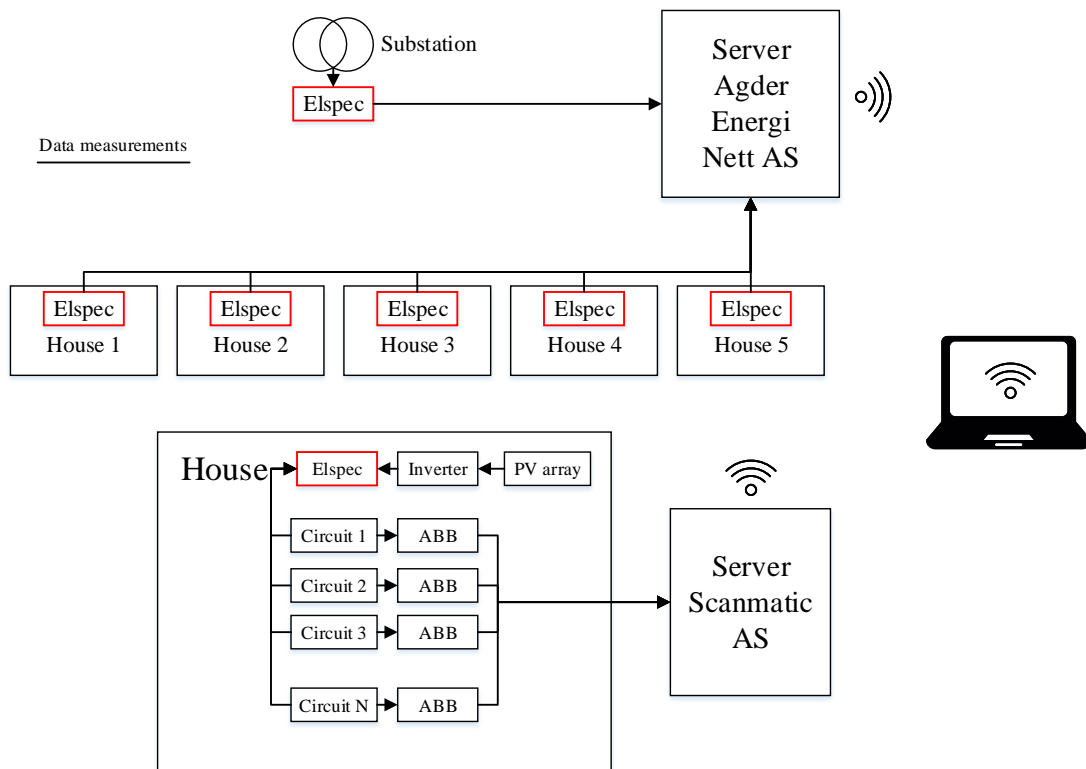 Substation
Elspec
Server
Agder
Energi
Nett AS
Data measurements
Elspec
House 1
Elspec
House 2
Elspec
House 3
Elspec
House 4
Elspec
House 5
House
Elspec
Inverter
PV array
Circuit 1
ABB
Circuit 2
ABB
Circuit 3
ABB
Circuit N
ABB
Server
Scanmatic
AS